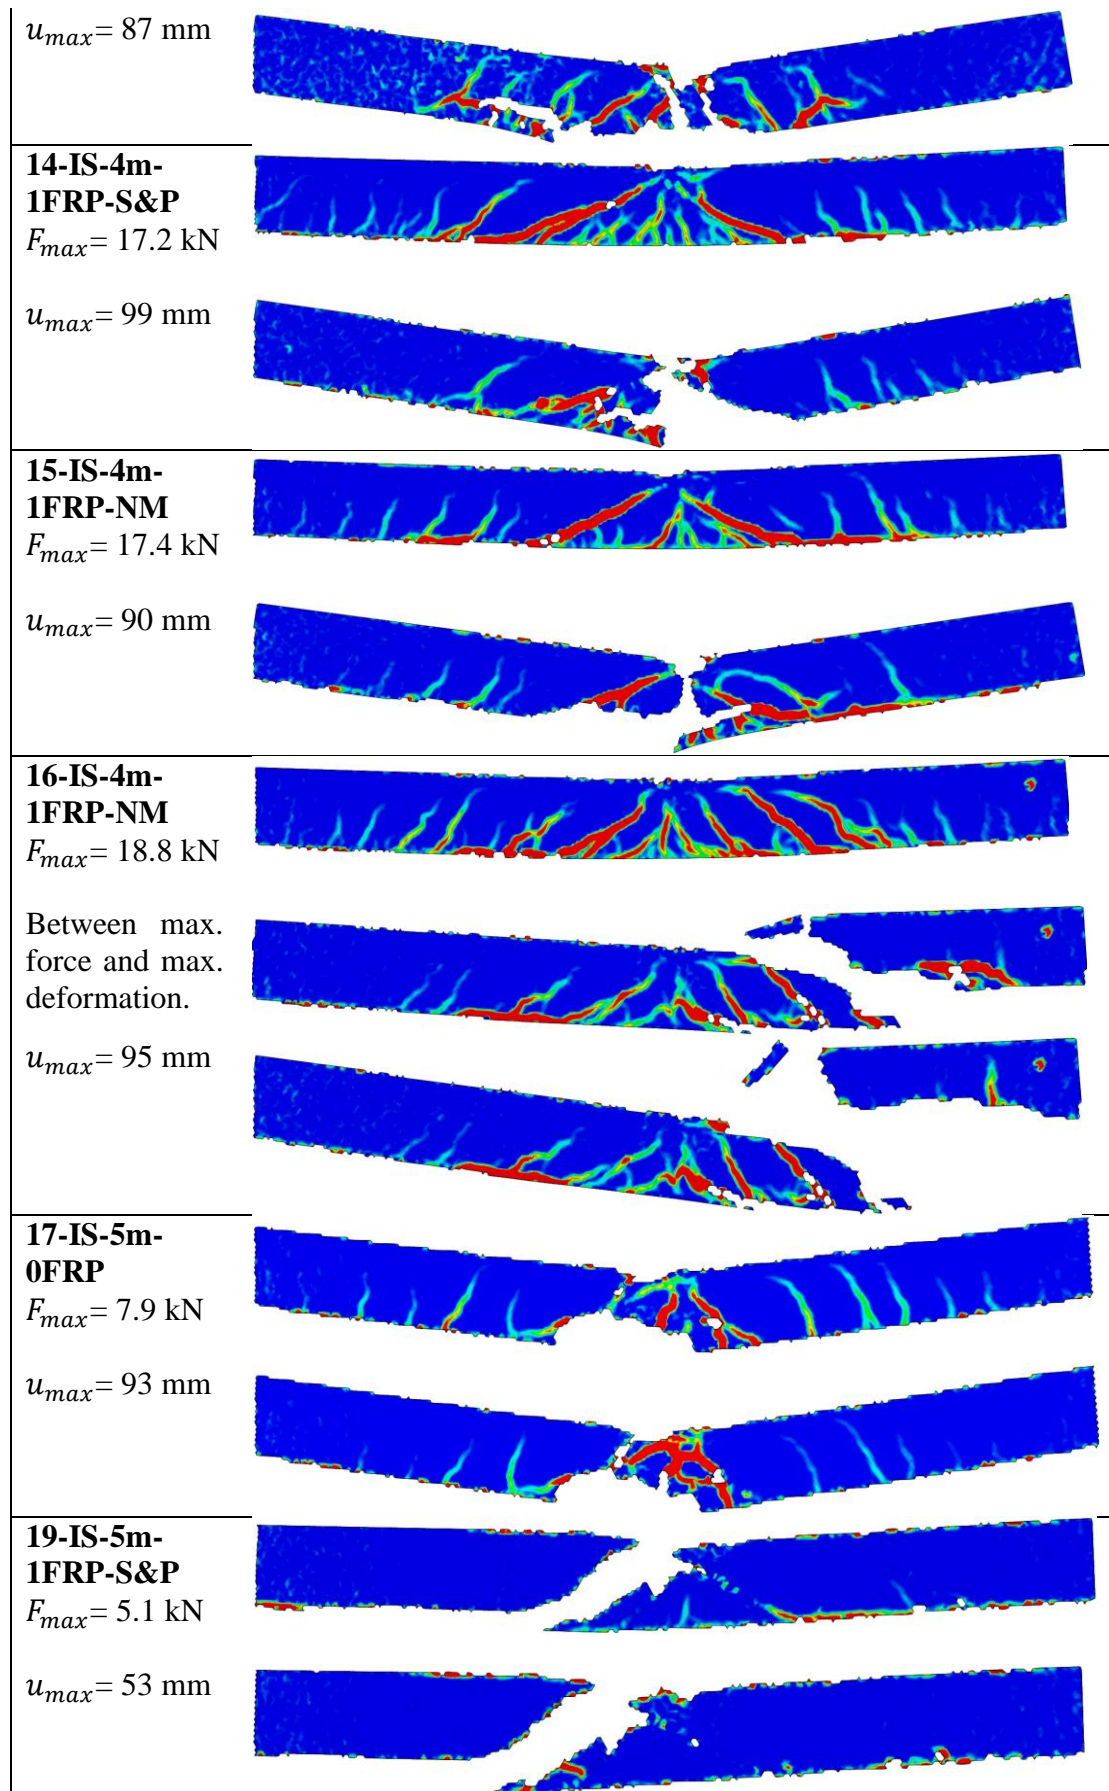 u_max= 87 mm
14-IS-4m-
1FRP-S&P
F_max= 17.2 kN
u_max= 99 mm
15-IS-4m-
1FRP-NM
F_max= 17.4 kN
u_max= 90 mm
16-IS-4m-
1FRP-NM
F_max= 18.8 kN
Between max.
force and max.
deformation.
u_max= 95 mm
17-IS-5m-
0FRP
F_max= 7.9 kN
u_max= 93 mm
19-IS-5m-
1FRP-S&P
F_max= 5.1 kN
u_max= 53 mm